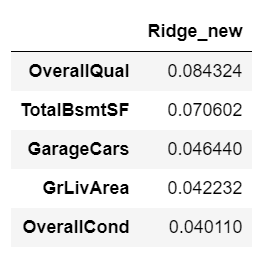 Ridge_new
OverallQual 0.084324
TotalBsmtSF 0.070602
GarageCars 0.046440
GrLivArea 0.042232
OverallCond 0.040110